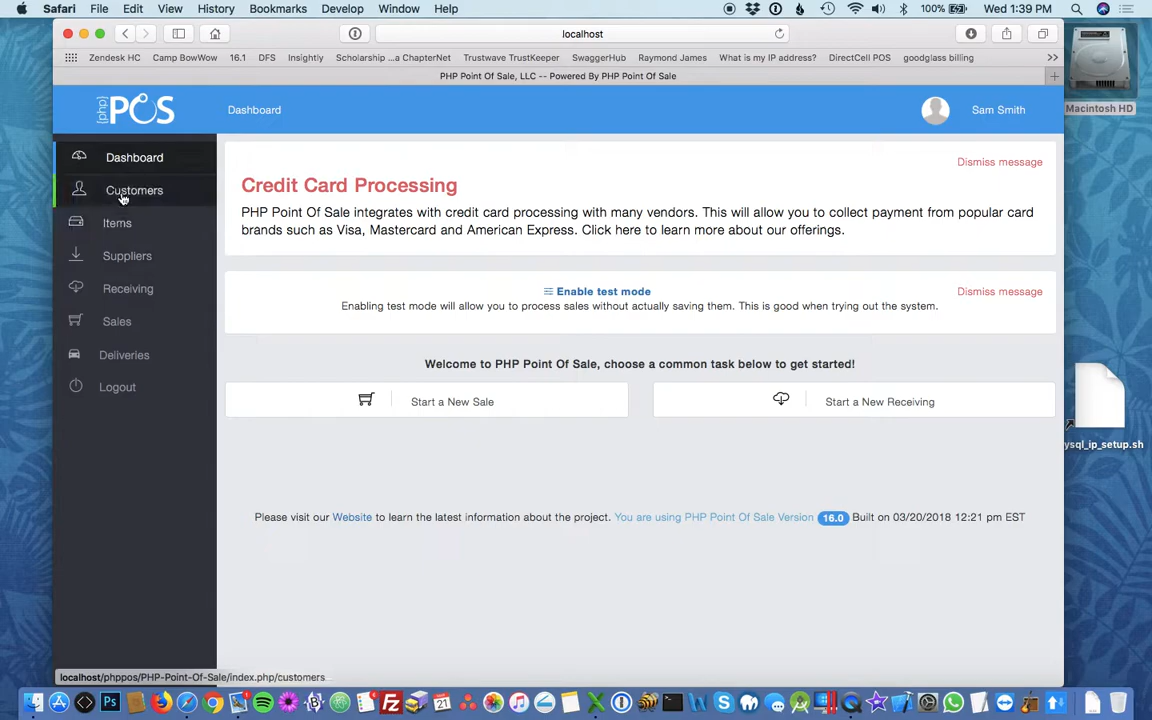 Safari File Edit View History Bookmarks Develop Window Help 100% Wed 1:39 PM
localhost
Zendesk HC Camp BowWow 16.1 DFS Insightly Scholarship ...a ChapterNet Trustwave TrustKeeper SwaggerHub Raymond James What is my IP address? DirectCell POS goodglass billing >>
PHP Point Of Sale, LLC -- Powered By PHP Point Of Sale
Macintosh HD
{php} POS Dashboard Sam Smith
Dashboard
Customers
Items
Suppliers
Receiving
Sales
Deliveries
Logout
Dismiss message
Credit Card Processing
PHP Point Of Sale integrates with credit card processing with many vendors. This will allow you to collect payment from popular card
brands such as Visa, Mastercard and American Express. Click here to learn more about our offerings.
Enable test mode Dismiss message
Enabling test mode will allow you to process sales without actually saving them. This is good when trying out the system.
Welcome to PHP Point Of Sale, choose a common task below to get started!
Start a New Sale Start a New Receiving
ysql_ip_setup.sh
Please visit our Website to learn the latest information about the project. You are using PHP Point Of Sale Version 16.0 Built on 03/20/2018 12:21 pm EST
localhost/phppos/PHP-Point-Of-Sale/index.php/customers